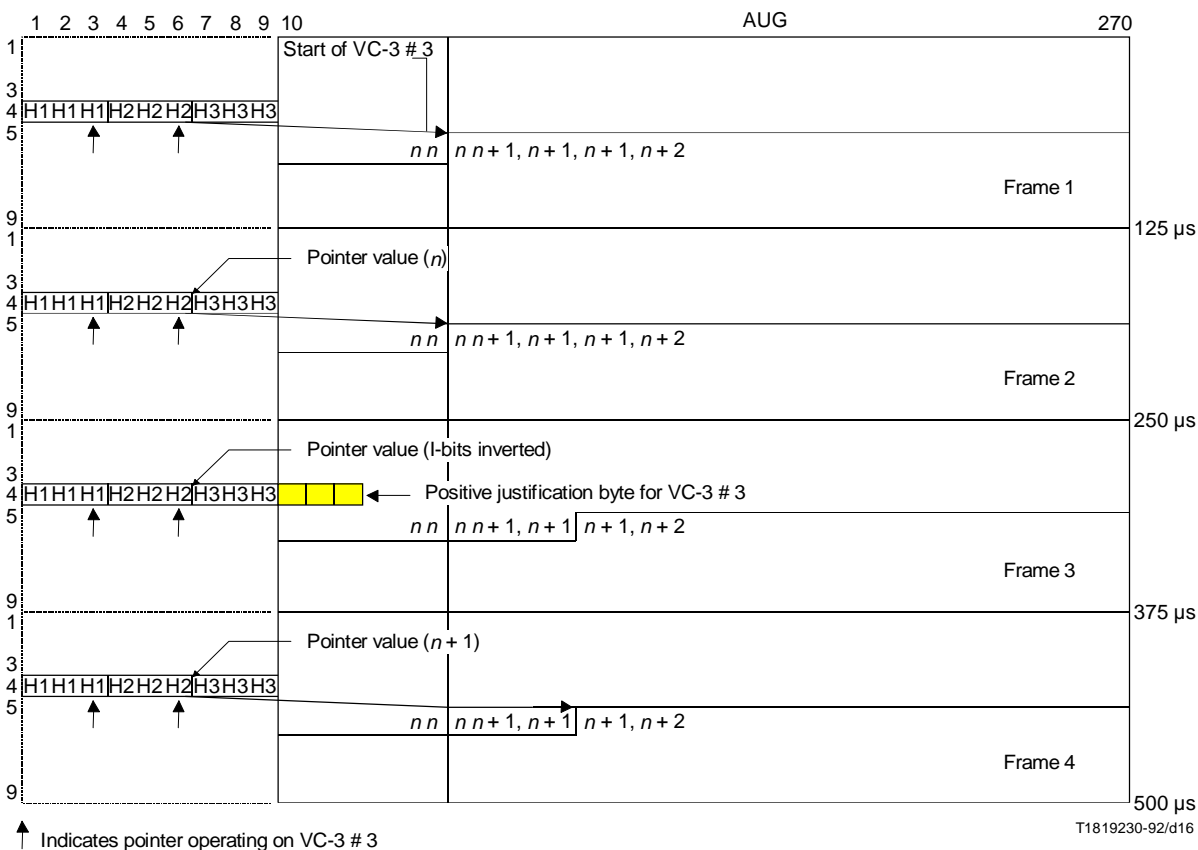 1 2 3 4 5 6 7 8 9 10 AUG 270
1
Start of VC-3 # 3
3
4 H1 H1 H1 H2 H2 H2 H3 H3 H3
5
n n n n + 1, n + 1, n + 1, n + 2
Frame 1
9
125 µs
1
Pointer value (n)
3
4 H1 H1 H1 H2 H2 H2 H3 H3 H3
5
n n n n + 1, n + 1, n + 1, n + 2
Frame 2
9
250 µs
1
Pointer value (I-bits inverted)
3
4 H1 H1 H1 H2 H2 H2 H3 H3 H3
Positive justification byte for VC-3 # 3
5
n n n n + 1, n + 1 n + 1, n + 2
Frame 3
9
375 µs
1
Pointer value (n + 1)
3
4 H1 H1 H1 H2 H2 H2 H3 H3 H3
5
n n n n + 1, n + 1 n + 1, n + 2
Frame 4
9
500 µs
T1819230-92/d16
Indicates pointer operating on VC-3 # 3